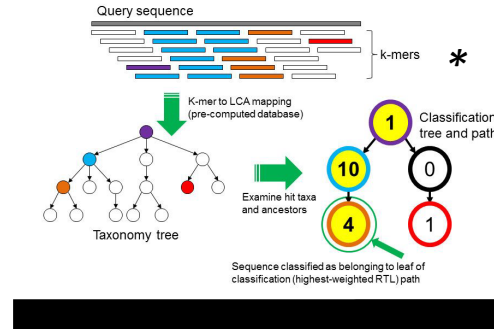 Query sequence
k-mers
*
K-mer to LCA mapping
(pre-computed database)
Classification
tree and path
1
10
0
Examine hit taxa
and ancestors
4
1
Taxonomy tree
Sequence classified as belonging to leaf of
classification (highest-weighted RTL) path